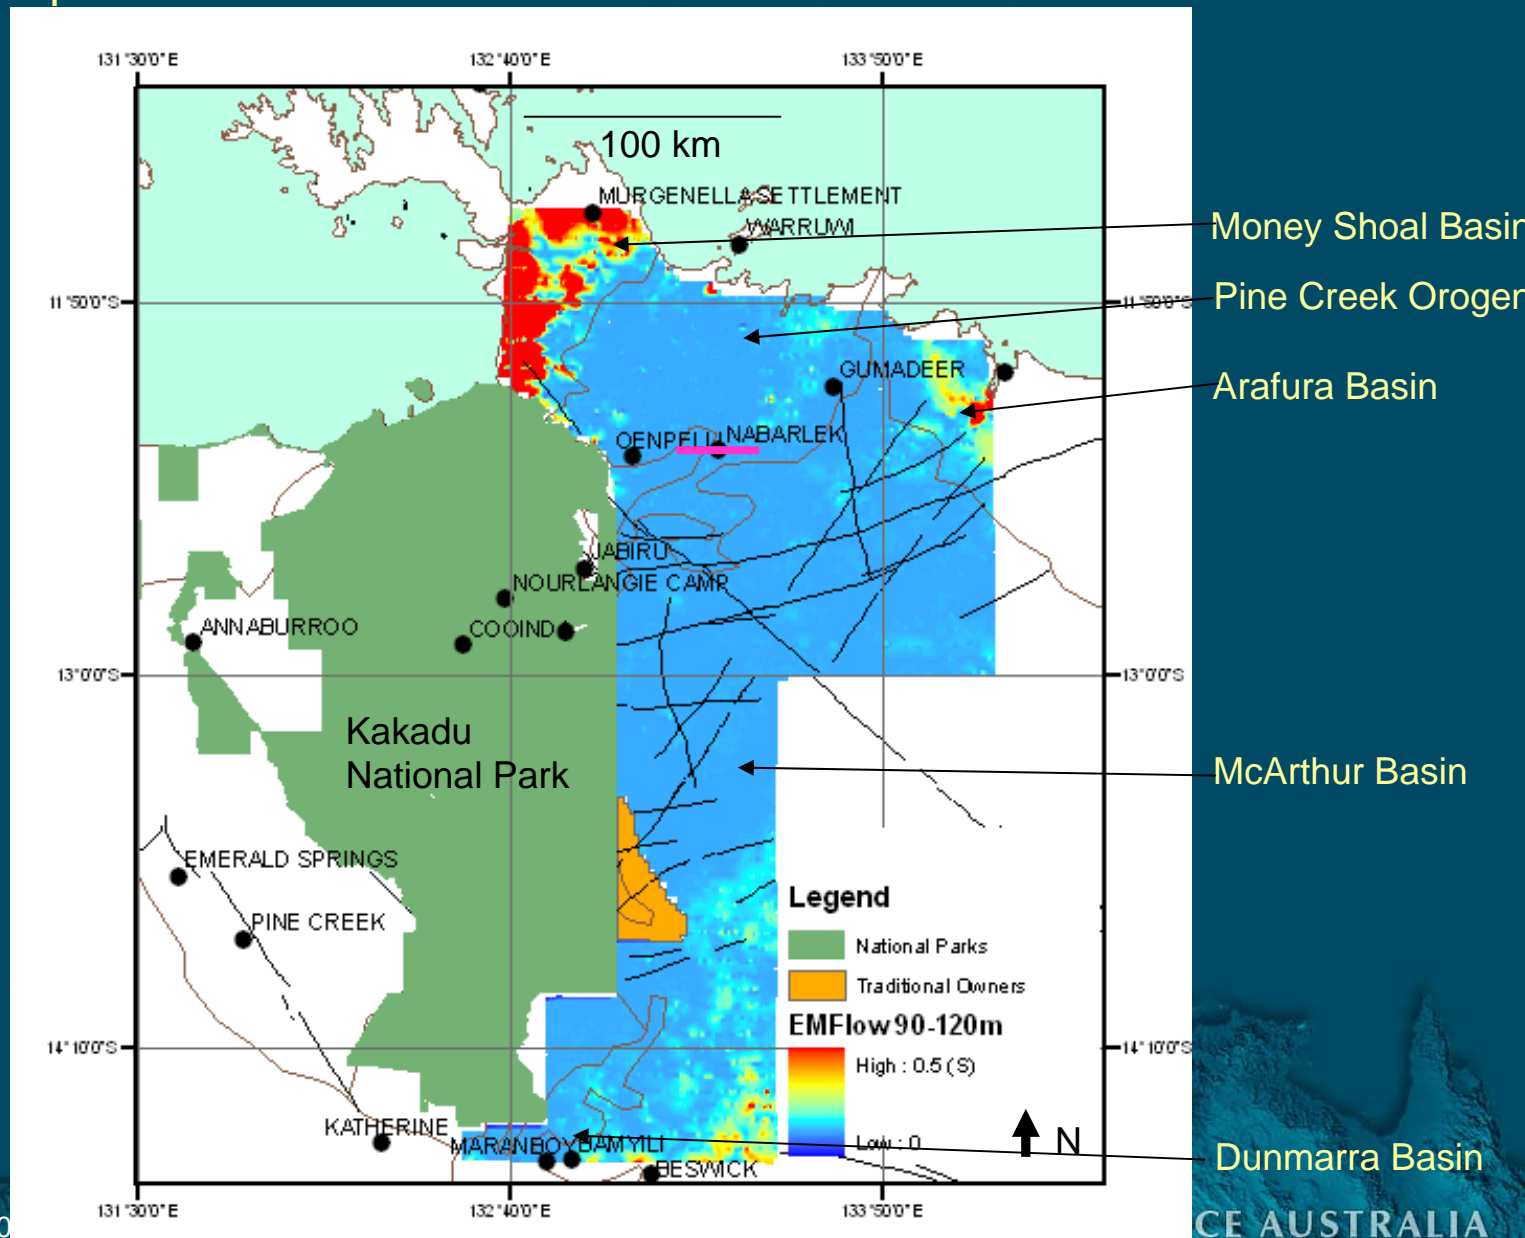 131°30'0"E
132°40'0"E
133°50'0"E
100 km
MURGENELLA SETTLEMENT
WARRUWI
Money Shoal Basin
11°50'0"S
11°50'0"S
Pine Creek Orogen
GUMADEER
Arafura Basin
OENPELLI
NABARLEK
JABIRU
NOURLANGIE CAMP
ANNABURROO
COOINDA
13°0'0"S
13°0'0"S
Kakadu
National Park
McArthur Basin
EMERALD SPRINGS
Legend
PINE CREEK
National Parks
Traditional Owners
EMFlow 90-120m
14°10'0"S
14°10'0"S
High : 0.5 (S)
KATHERINE
MARANBOY
BAMYILI
Low : 0
N
BESWICK
Dunmarra Basin
131°30'0"E
132°40'0"E
133°50'0"E
CE AUSTRALIA